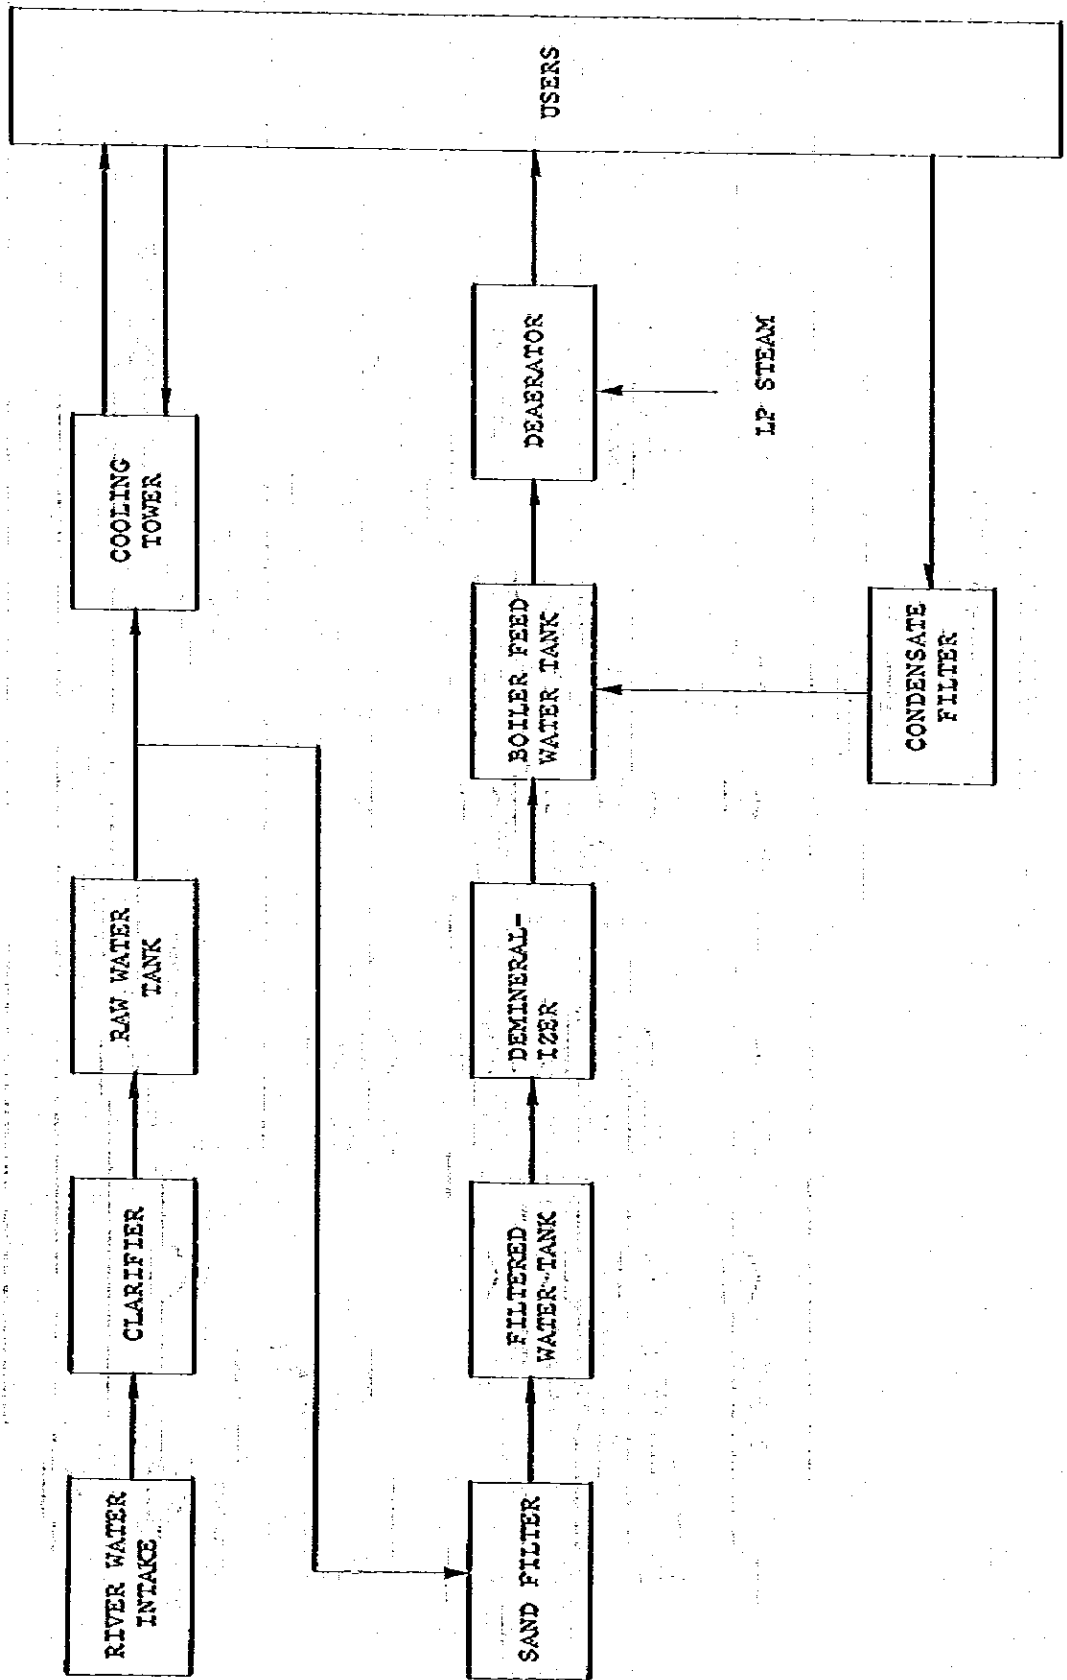 RIVER WATER
INTAKE
CLARIFIER
RAW WATER
TANK
COOLING
TOWER
USERS
SAND FILTER
FILTERED
WATER TANK
DEMINERAL-
IZER
BOILER FEED
WATER TANK
DEAERATOR
LP STEAM
CONDENSATE
FILTER